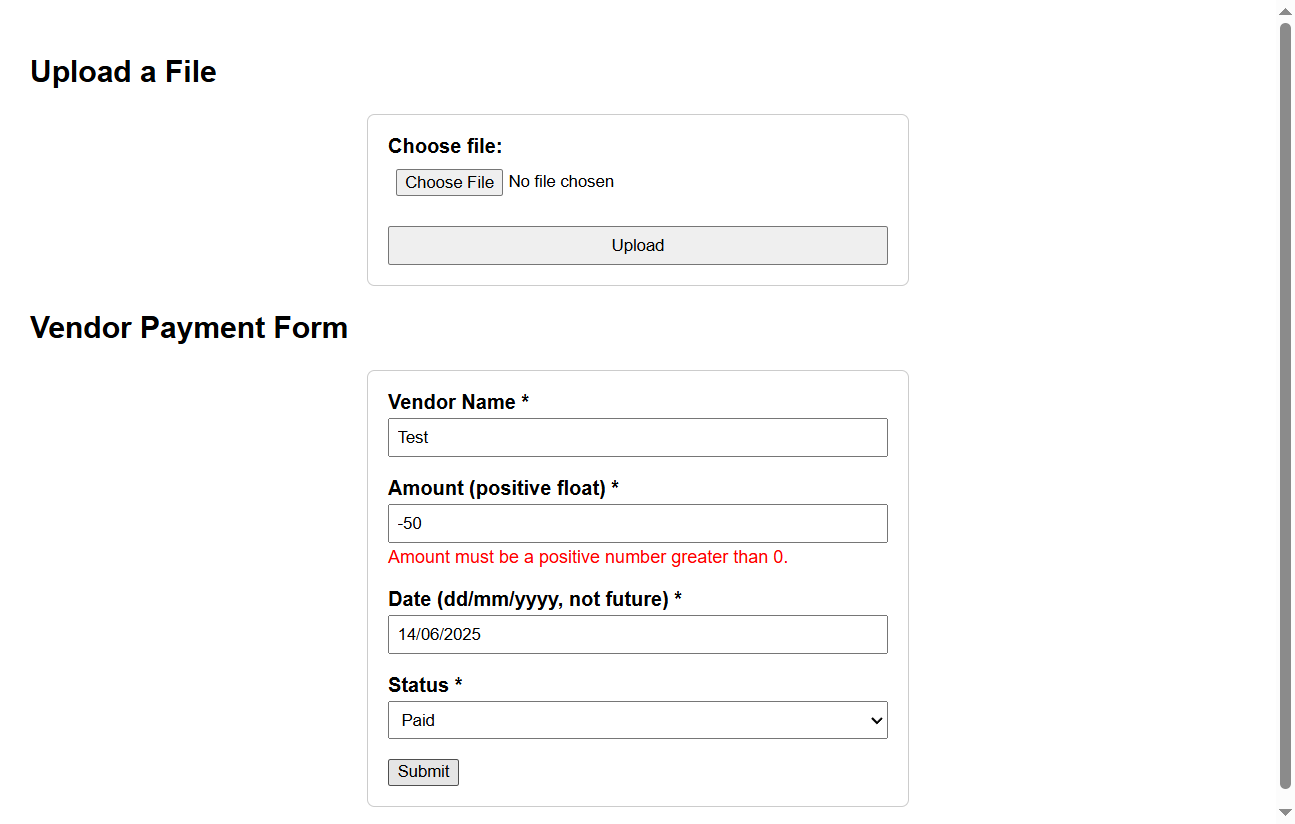 Upload a File
Choose file:
Choose File No file chosen
Upload
Vendor Payment Form
Vendor Name *
Test
Amount (positive float) *
-50
Amount must be a positive number greater than 0.
Date (dd/mm/yyyy, not future) *
14/06/2025
Status *
Paid
Submit